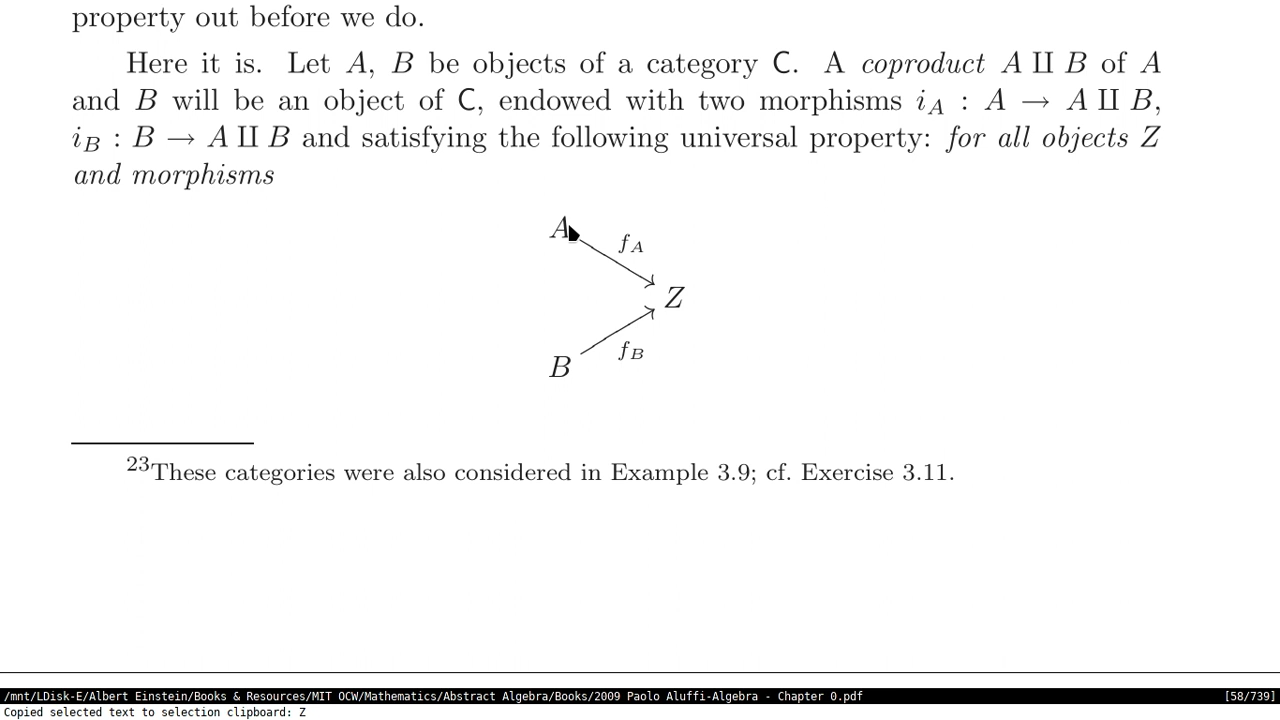 property out before we do.
Here it is. Let A, B be objects of a category C. A coproduct A ⨿ B of A
and B will be an object of C, endowed with two morphisms i_A : A → A ⨿ B,
i_B : B → A ⨿ B and satisfying the following universal property: for all objects Z
and morphisms
A
f_A
Z
f_B
B
23These categories were also considered in Example 3.9; cf. Exercise 3.11.
/mnt/LDisk-E/Albert Einstein/Books & Resources/MIT OCW/Mathematics/Abstract Algebra/Books/2009 Paolo Aluffi-Algebra - Chapter 0.pdf [58/739]
Copied selected text to selection clipboard: Z